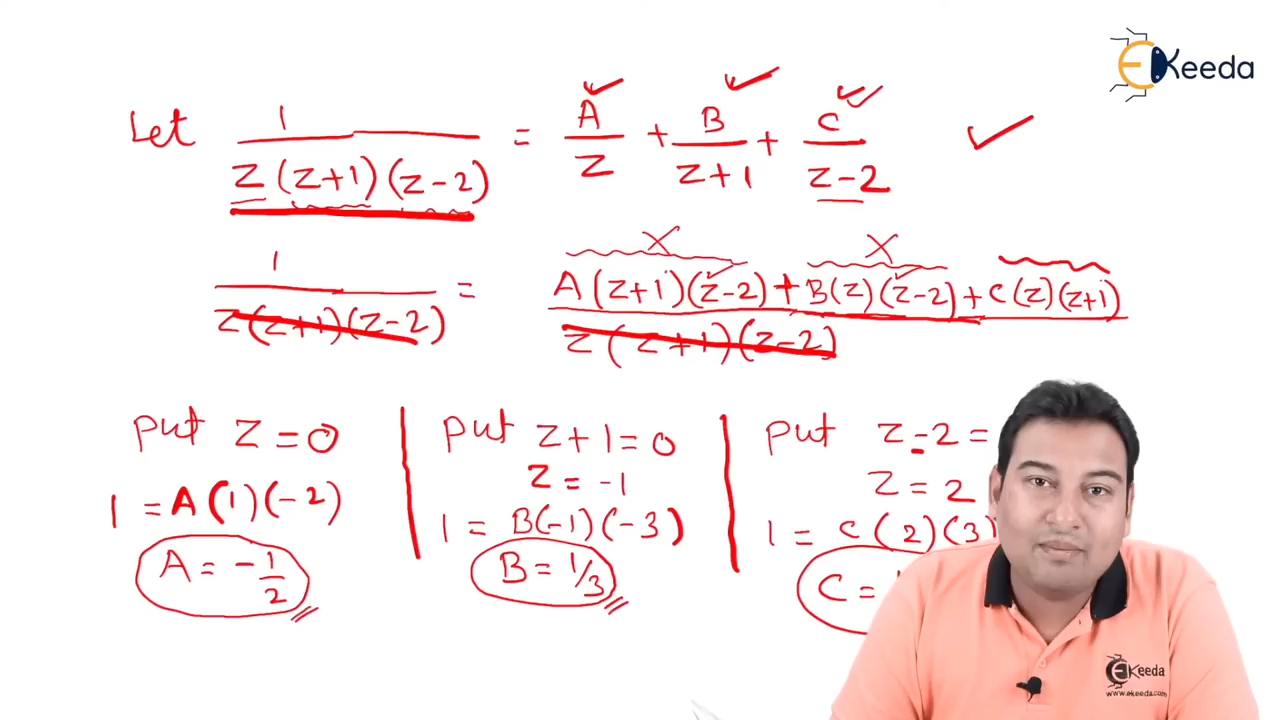 EKeeda
Let 1/(z(z+1)(z-2)) = A/z + B/(z+1) + C/(z-2)
1/(z(z+1)(z-2)) = (A(z+1)(z-2) + B(z)(z-2) + C(z)(z+1))/(z(z+1)(z-2))
put z = 0
1 = A(1)(-2)
A = -1/2
put z+1 = 0
z = -1
1 = B(-1)(-3)
B = 1/3
put z-2 =
z = 2
1 = C(2)(3)
C =
EKeeda
www.ekeeda.com